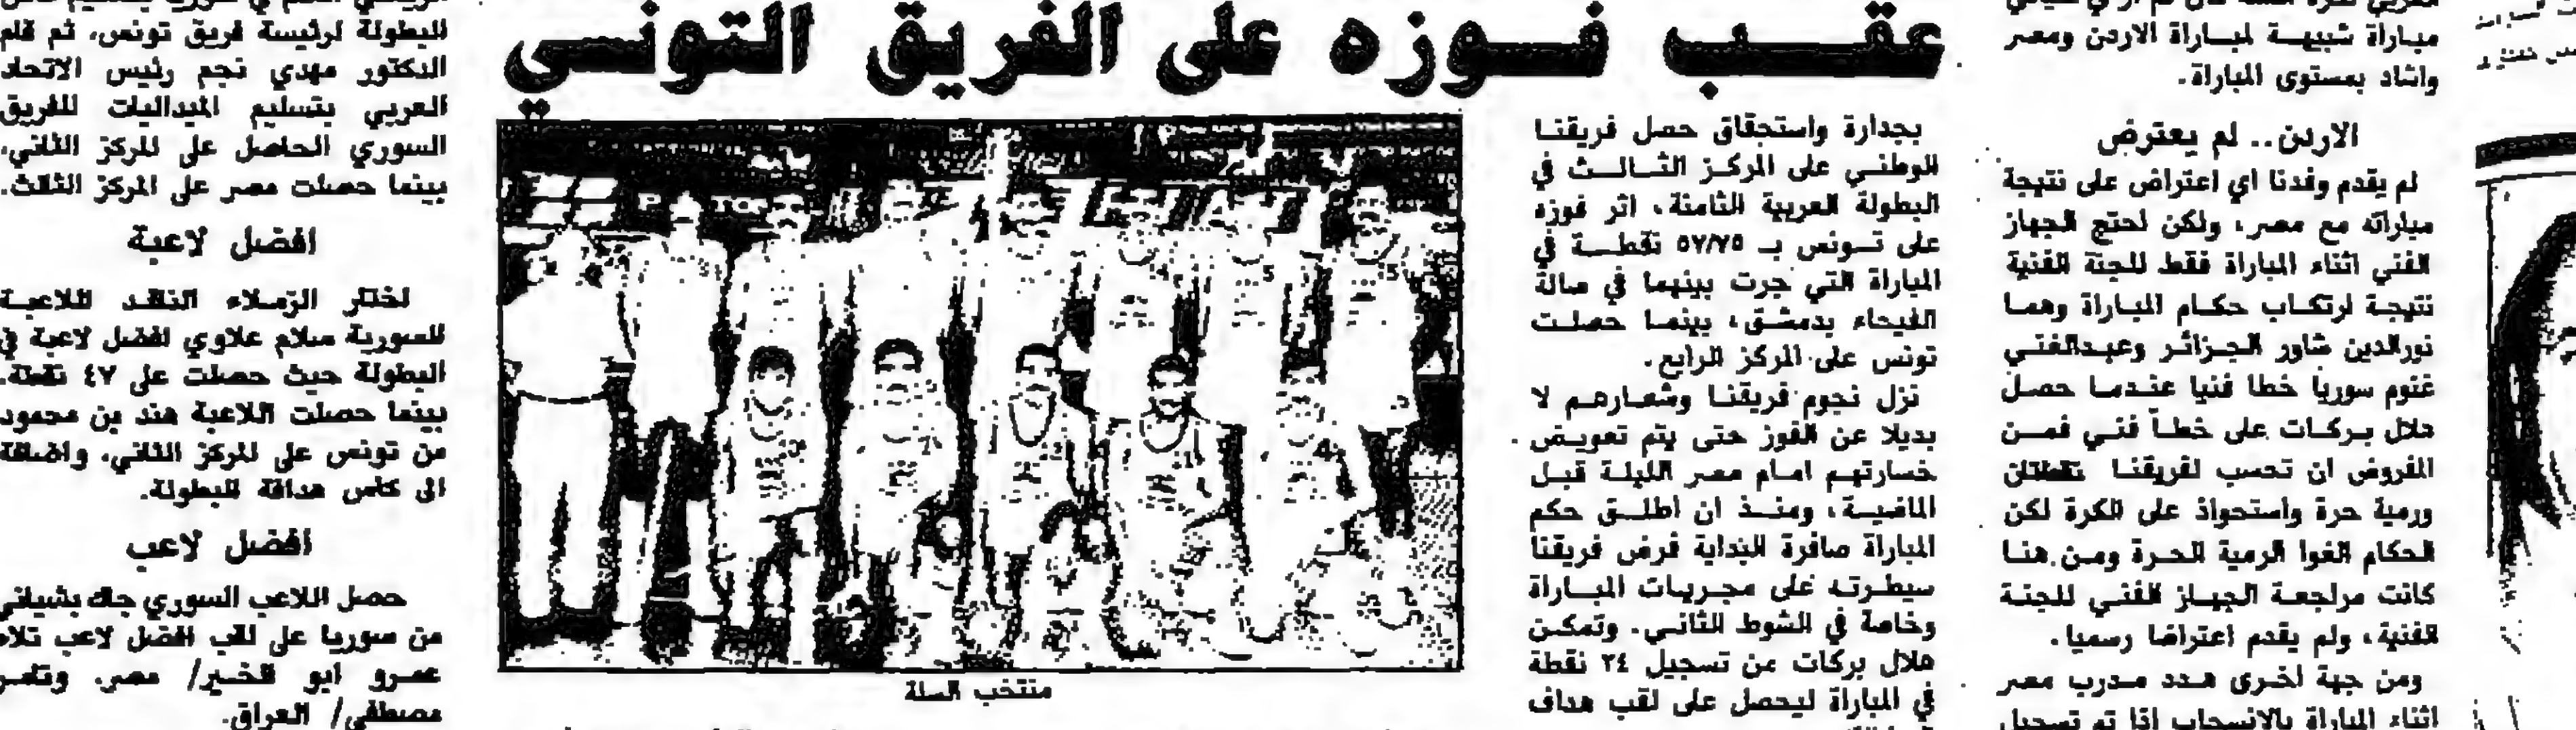 عقب فوزه على الفريق التونسي
مباراة شبيهة لمباراة الاردن ومصر
واشاد بمستوى المباراة.
الاردن.. لم يعترض
لم يقدم وفدنا اي اعتراض على نتيجة
مباراته مع مصر، ولكن احتج الجهاز
الفني اثناء المباراة فقط للجنة الفنية
نتيجة ارتكاب حكام المباراة وهما
نورالدين شاور الجزائر وعبدالغني
غنوم سوريا خطا فنيا عندما حصل
هلال بركات على خطأ فني فمن
المفروض ان تحسب لفريقنا نقطتان
ورمية حرة واستحواذ على الكرة لكن
الحكام الغوا الرمية الحرة ومن هنا
كانت مراجعة الجهاز الفني للجنة
الفنية، ولم يقدم اعتراضا رسميا.
ومن جهة اخرى هدد مدرب مصر
اثناء المباراة بالانسحاب اذا تم تسجيل
بجدارة واستحقاق حصل فريقنا
الوطني على المركز الثالث في
البطولة العربية الثامنة، اثر فوزه
على تونس بـ ٥٧/٧٥ نقطة في
المباراة التي جرت بينهما في صالة
الفيحاء بدمشق، بينما حصلت
تونس على المركز الرابع.
نزل نجوم فريقنا وشعارهم لا
بديلا عن الفوز حتى يتم تعويض
خسارتهم امام مصر الليلة قبل
الماضية، ومنذ ان اطلق حكم
المباراة صافرة البداية فرض فريقنا
سيطرته على مجريات المباراة
وخاصة في الشوط الثاني. وتمكن
هلال بركات من تسجيل ٢٤ نقطة
في المباراة ليحصل على لقب هداف
منتخب السلة
البطولة لرئيسة فريق تونس، ثم قام
الدكتور مهدي نجم رئيس الاتحاد
العربي بتسليم الميداليات للفريق
السوري الحاصل على المركز الثاني،
بينما حصلت مصر على المركز الثالث.
افضل لاعبة
اختار الزملاء النقاد اللاعبة
السورية سلام علاوي افضل لاعبة في
البطولة حيث حصلت على ٤٧ نقطة.
بينما حصلت اللاعبة هند بن محمود
من تونس على المركز الثاني، واضافة
الى كاس هدافة البطولة.
افضل لاعب
حصل اللاعب السوري جاك بشياني
من سوريا على لقب افضل لاعب تلاه
عمرو ابو الخير/ مصر، وتامر
مصطفى/ العراق.